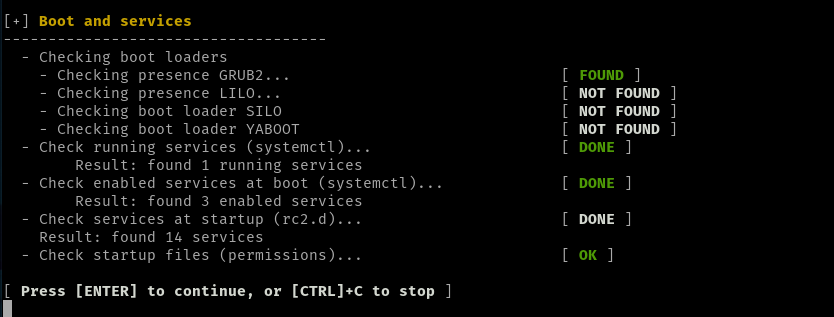 [+] Boot and services
------------------------------------
  - Checking boot loaders
    - Checking presence GRUB2...                              [ FOUND ]
    - Checking presence LILO...                               [ NOT FOUND ]
    - Checking boot loader SILO                               [ NOT FOUND ]
    - Checking boot loader YABOOT                             [ NOT FOUND ]
  - Check running services (systemctl)...                     [ DONE ]
        Result: found 1 running services
  - Check enabled services at boot (systemctl)...             [ DONE ]
        Result: found 3 enabled services
  - Check services at startup (rc2.d)...                      [ DONE ]
    Result: found 14 services
  - Check startup files (permissions)...                      [ OK ]
[ Press [ENTER] to continue, or [CTRL]+C to stop ]